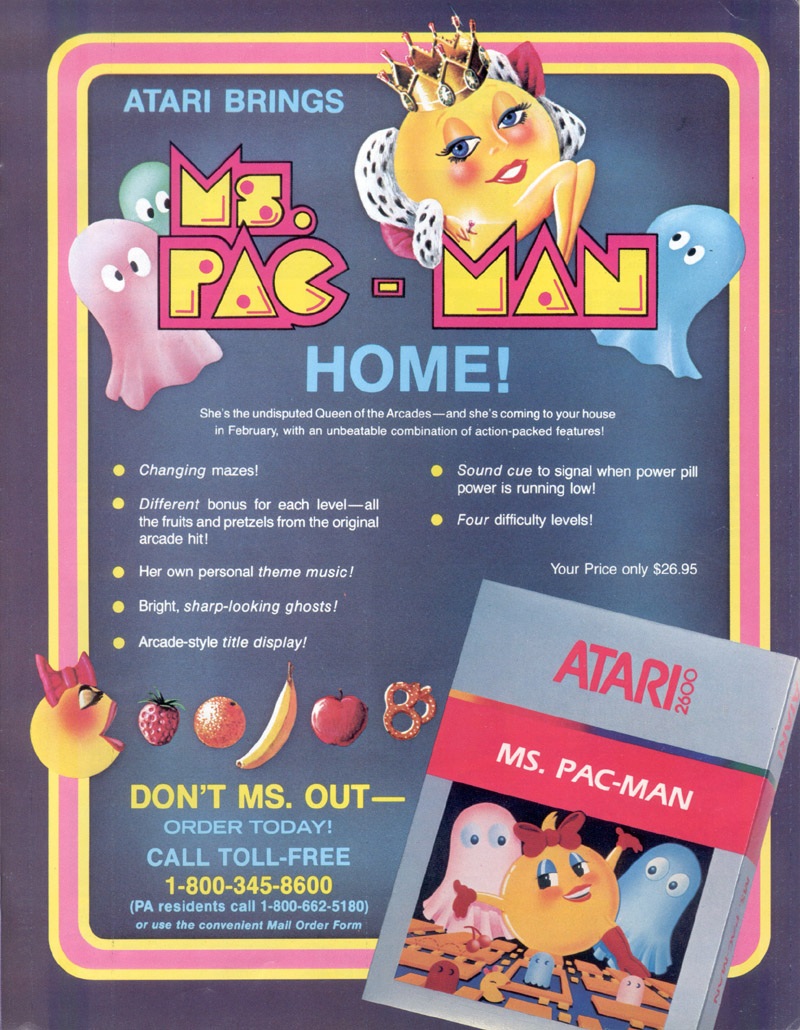 ATARI BRINGS
MS.
PAC-MAN
HOME!
She's the undisputed Queen of the Arcades—and she's coming to your house
in February, with an unbeatable combination of action-packed features!
Changing mazes!
Different bonus for each level—all
the fruits and pretzels from the original
arcade hit!
Her own personal theme music!
Bright, sharp-looking ghosts!
Arcade-style title display!
Sound cue to signal when power pill
power is running low!
Four difficulty levels!
Your Price only $26.95
ATARI 2600
MS. PAC-MAN
DON'T MS. OUT—
ORDER TODAY!
CALL TOLL-FREE
1-800-345-8600
(PA residents call 1-800-662-5180)
or use the convenient Mail Order Form
MS. PAC-MAN